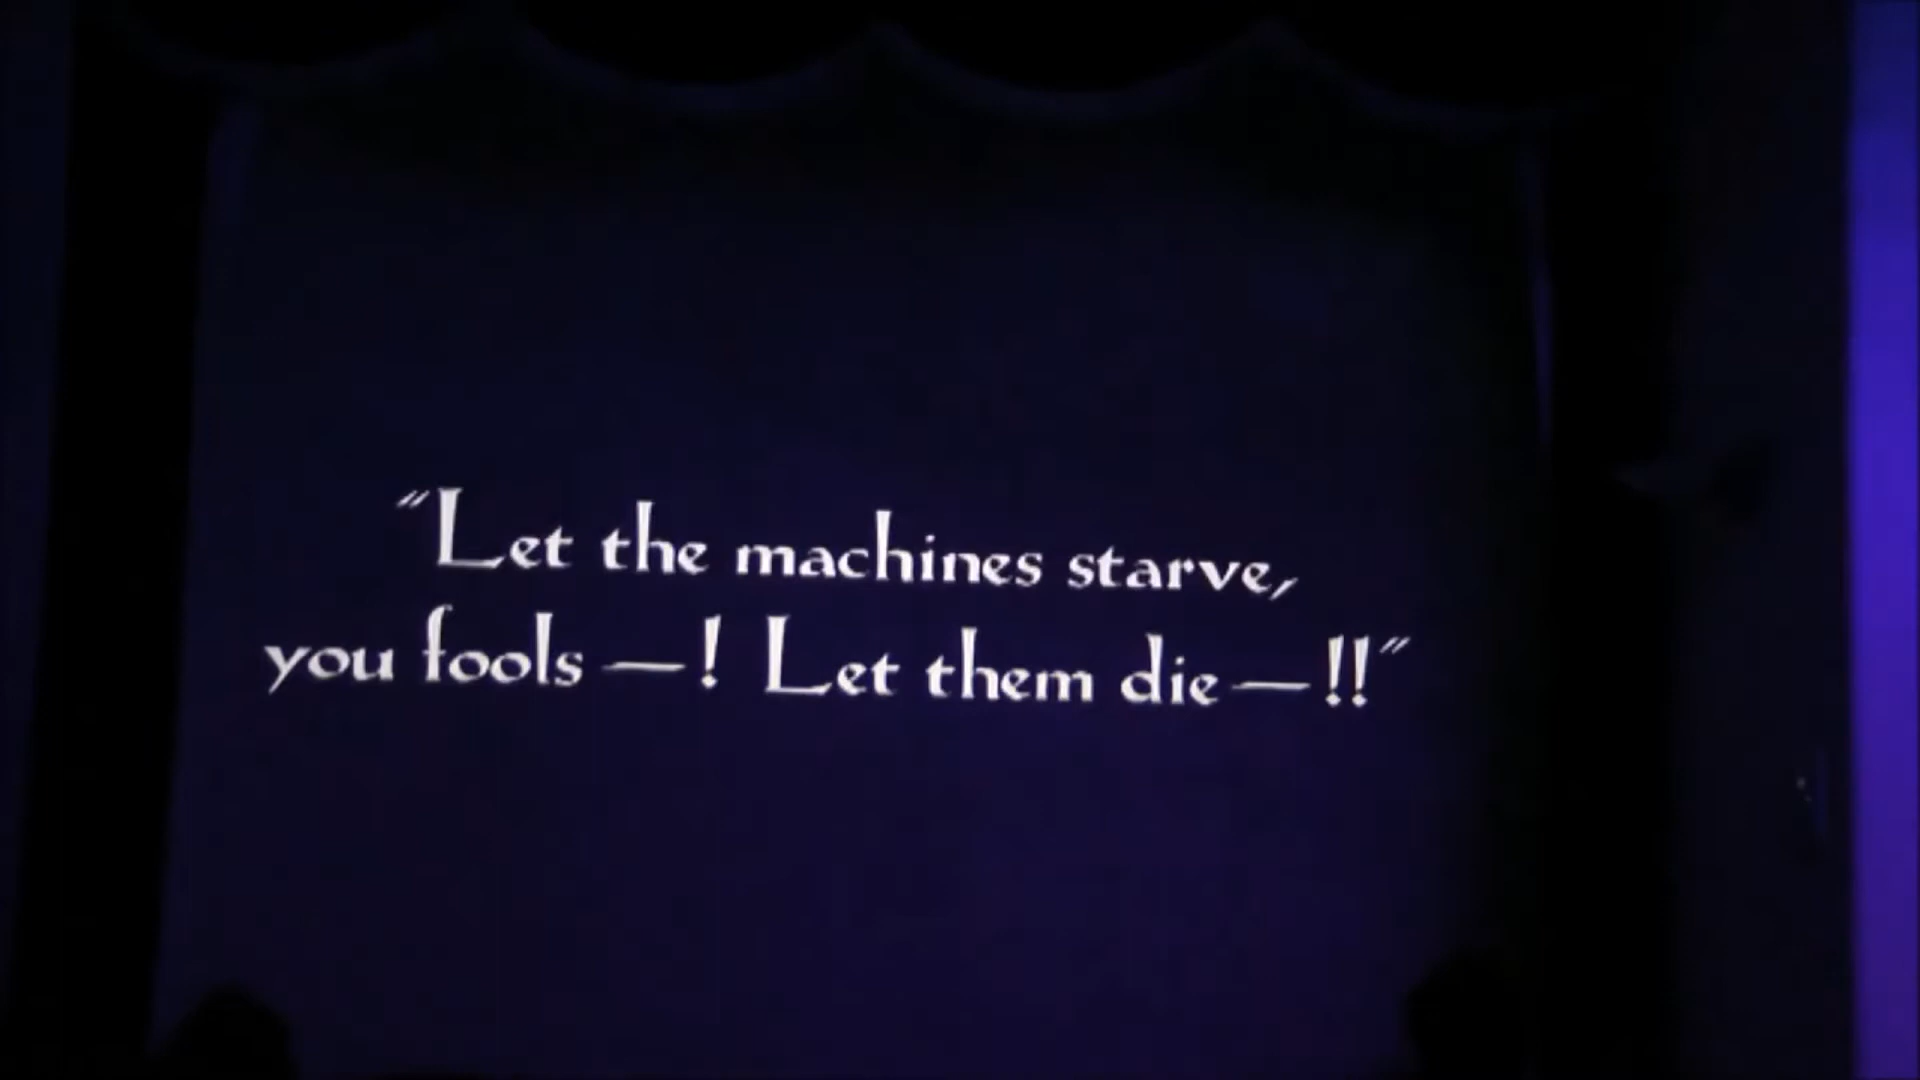 "Let the machines starve,
you fools—! Let them die—!!"